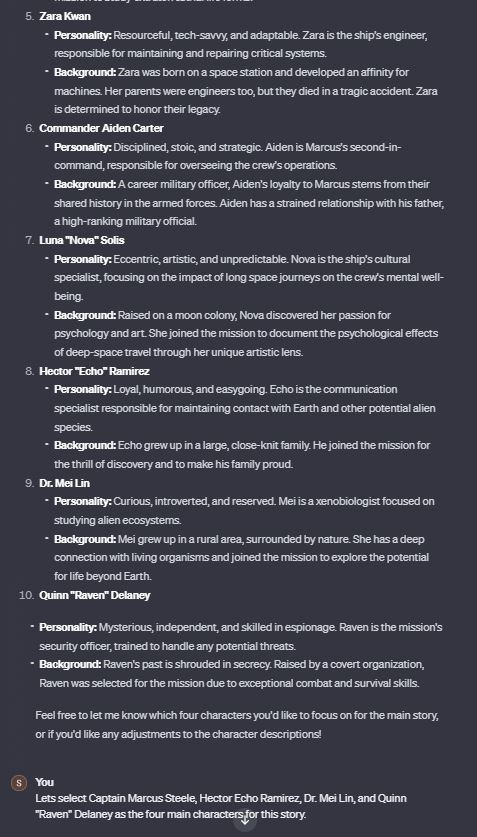 5. Zara Kwan
- Personality: Resourceful, tech-savvy, and adaptable. Zara is the ship's engineer,
responsible for maintaining and repairing critical systems.
- Background: Zara was born on a space station and developed an affinity for
machines. Her parents were engineers too, but they died in a tragic accident. Zara
is determined to honor their legacy.
6. Commander Aiden Carter
- Personality: Disciplined, stoic, and strategic. Aiden is Marcus's second-in-
command, responsible for overseeing the crew's operations.
- Background: A career military officer, Aiden's loyalty to Marcus stems from their
shared history in the armed forces. Aiden has a strained relationship with his father,
a high-ranking military official.
7. Luna "Nova" Solis
- Personality: Eccentric, artistic, and unpredictable. Nova is the ship's cultural
specialist, focusing on the impact of long space journeys on the crew's mental well-
being.
- Background: Raised on a moon colony, Nova discovered her passion for
psychology and art. She joined the mission to document the psychological effects
of deep-space travel through her unique artistic lens.
8. Hector "Echo" Ramirez
- Personality: Loyal, humorous, and easygoing. Echo is the communication
specialist responsible for maintaining contact with Earth and other potential alien
species.
- Background: Echo grew up in a large, close-knit family. He joined the mission for
the thrill of discovery and to make his family proud.
9. Dr. Mei Lin
- Personality: Curious, introverted, and reserved. Mei is a xenobiologist focused on
studying alien ecosystems.
- Background: Mei grew up in a rural area, surrounded by nature. She has a deep
connection with living organisms and joined the mission to explore the potential
for life beyond Earth.
10. Quinn "Raven" Delaney
- Personality: Mysterious, independent, and skilled in espionage. Raven is the mission's
security officer, trained to handle any potential threats.
- Background: Raven's past is shrouded in secrecy. Raised by a covert organization,
Raven was selected for the mission due to exceptional combat and survival skills.
Feel free to let me know which four characters you'd like to focus on for the main story,
or if you'd like any adjustments to the character descriptions!
S You
Lets select Captain Marcus Steele, Hector Echo Ramirez, Dr. Mei Lin, and Quinn
"Raven" Delaney as the four main characters for this story.